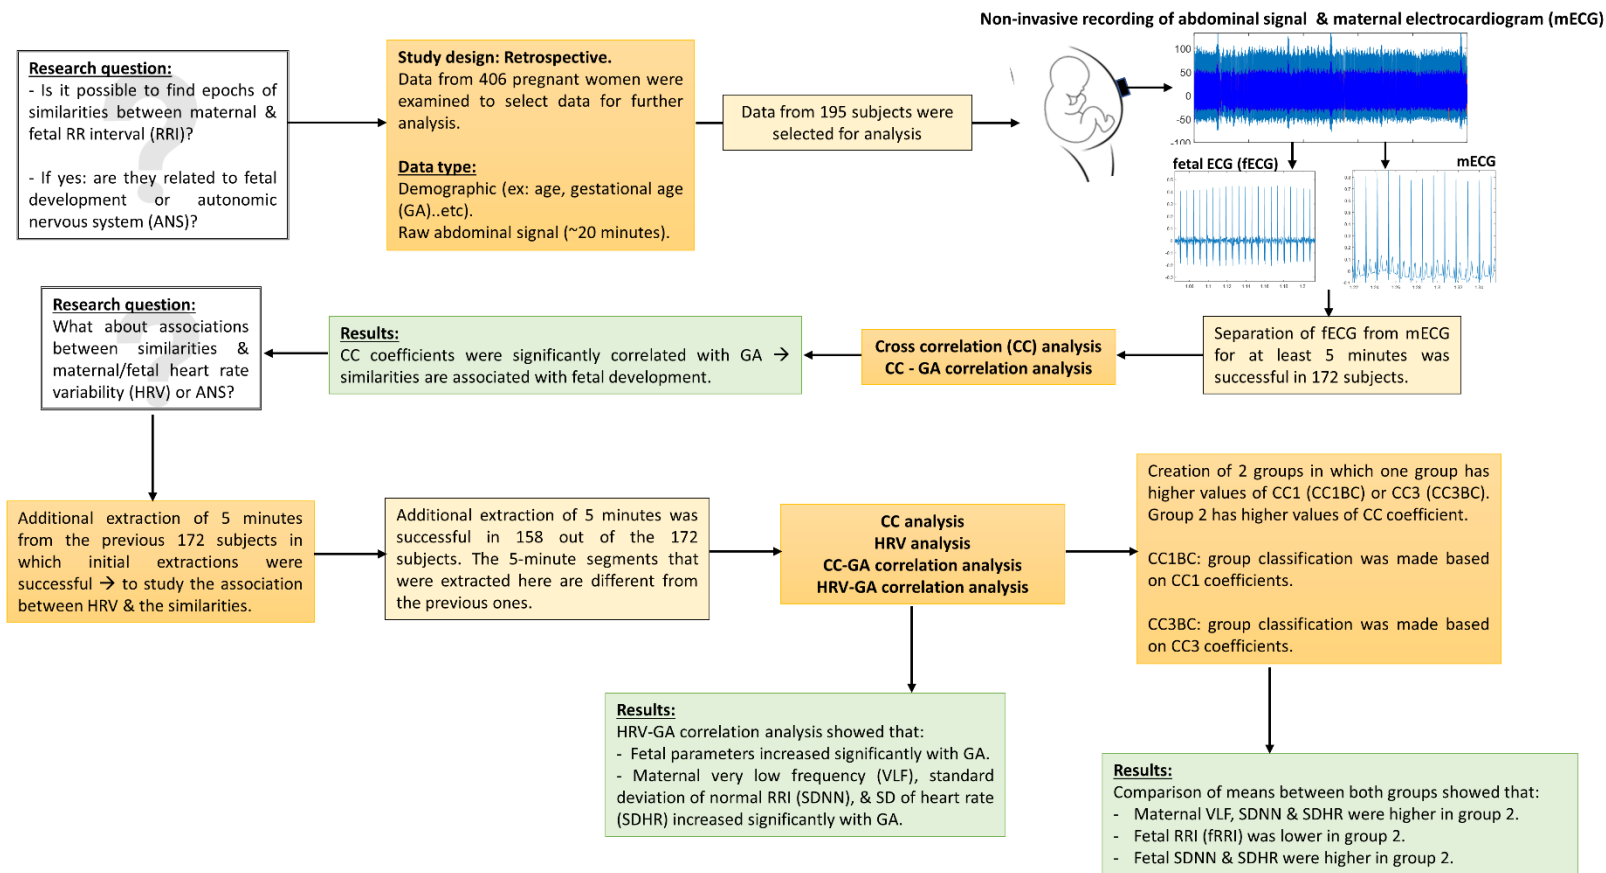 Non-invasive recording of abdominal signal & maternal electrocardiogram (mECG)
Research question:
- Is it possible to find epochs of
similarities between maternal &
fetal RR interval (RRI)?
- If yes: are they related to fetal
development or autonomic
nervous system (ANS)?
Study design: Retrospective.
Data from 406 pregnant women were
examined to select data for further
analysis.
Data type:
Demographic (ex: age, gestational age
(GA)..etc).
Raw abdominal signal (~20 minutes).
Data from 195 subjects were
selected for analysis
100
50
0
-50
-100
fetal ECG (fECG)
mECG
Separation of fECG from mECG
for at least 5 minutes was
successful in 172 subjects.
Cross correlation (CC) analysis
CC - GA correlation analysis
Results:
CC coefficients were significantly correlated with GA →
similarities are associated with fetal development.
Research question:
What about associations
between similarities &
maternal/fetal heart rate
variability (HRV) or ANS?
Additional extraction of 5 minutes
from the previous 172 subjects in
which initial extractions were
successful → to study the association
between HRV & the similarities.
Additional extraction of 5 minutes was
successful in 158 out of the 172
subjects. The 5-minute segments that
were extracted here are different from
the previous ones.
CC analysis
HRV analysis
CC-GA correlation analysis
HRV-GA correlation analysis
Creation of 2 groups in which one group has
higher values of CC1 (CC1BC) or CC3 (CC3BC).
Group 2 has higher values of CC coefficient.
CC1BC: group classification was made based
on CC1 coefficients.
CC3BC: group classification was made based
on CC3 coefficients.
Results:
HRV-GA correlation analysis showed that:
- Fetal parameters increased significantly with GA.
- Maternal very low frequency (VLF), standard
deviation of normal RRI (SDNN), & SD of heart rate
(SDHR) increased significantly with GA.
Results:
Comparison of means between both groups showed that:
- Maternal VLF, SDNN & SDHR were higher in group 2.
- Fetal RRI (fRRI) was lower in group 2.
- Fetal SDNN & SDHR were higher in group 2.